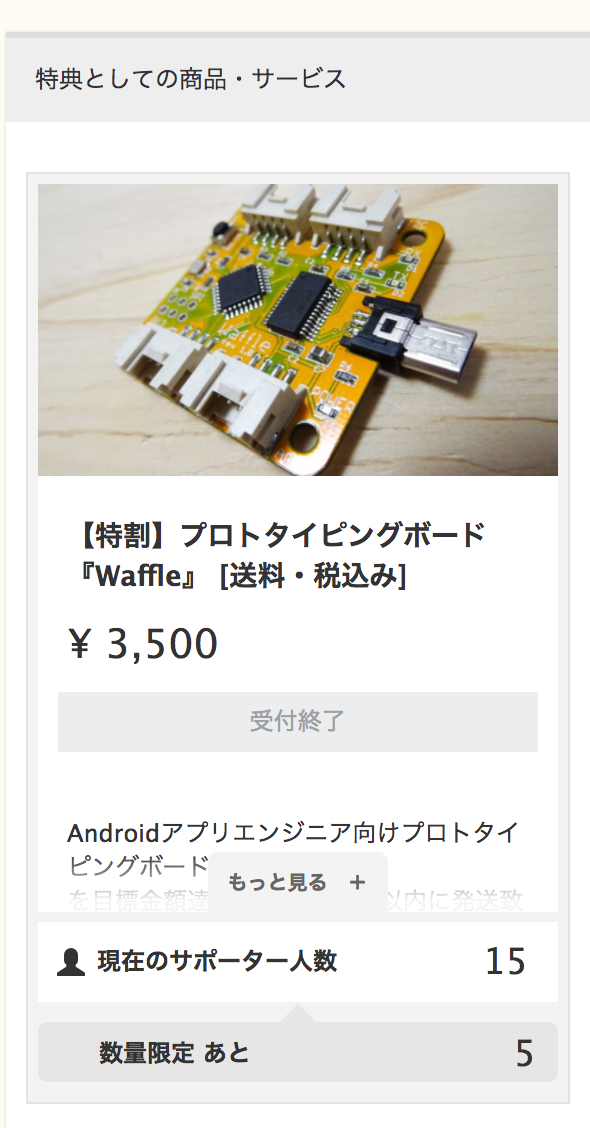 特典としての商品・サービス
Waffle
POWER
【特割】プロトタイピングボード
『Waffle』 [送料・税込み]
¥ 3,500
受付終了
Androidアプリエンジニア向けプロトタイ
ピングボード
を目標金額達
以内に発送致
もっと見る +
現在のサポーター人数 15
数量限定 あと 5